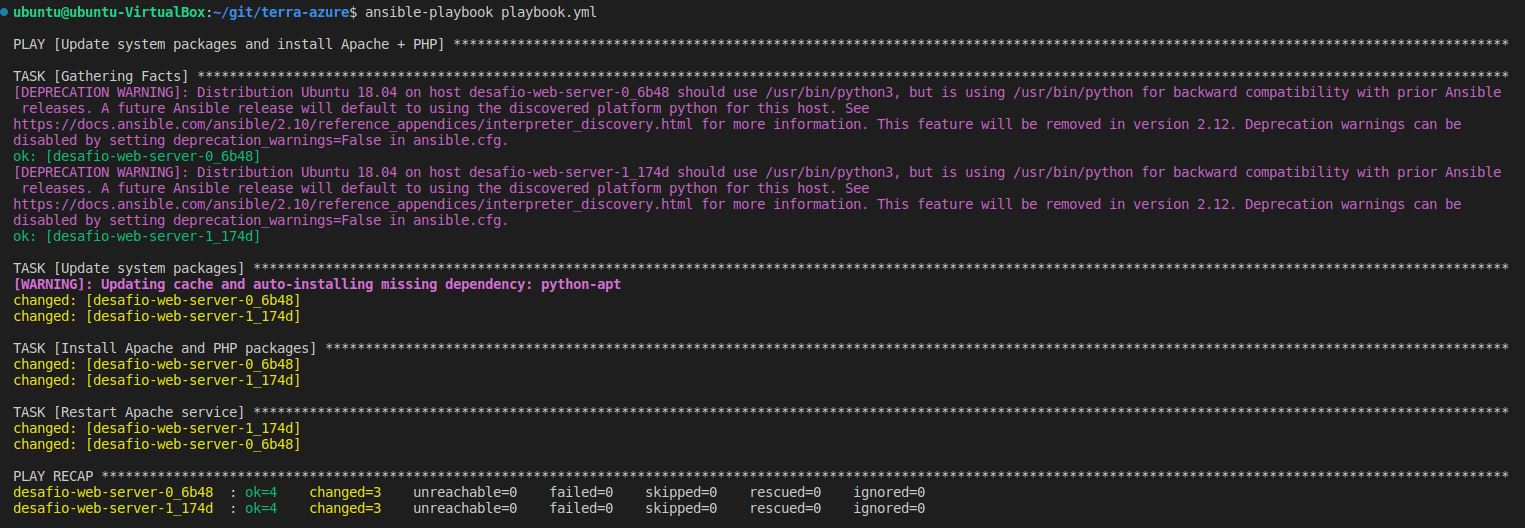 ubuntu@ubuntu-VirtualBox:~/git/terra-azure$ ansible-playbook playbook.yml
PLAY [Update system packages and install Apache + PHP] ************************************************************************************************************************************
TASK [Gathering Facts] ********************************************************************************************************************************************************************
[DEPRECATION WARNING]: Distribution Ubuntu 18.04 on host desafio-web-server-0_6b48 should use /usr/bin/python3, but is using /usr/bin/python for backward compatibility with prior Ansible
 releases. A future Ansible release will default to using the discovered platform python for this host. See
https://docs.ansible.com/ansible/2.10/reference_appendices/interpreter_discovery.html for more information. This feature will be removed in version 2.12. Deprecation warnings can be
disabled by setting deprecation_warnings=False in ansible.cfg.
ok: [desafio-web-server-0_6b48]
[DEPRECATION WARNING]: Distribution Ubuntu 18.04 on host desafio-web-server-1_174d should use /usr/bin/python3, but is using /usr/bin/python for backward compatibility with prior Ansible
 releases. A future Ansible release will default to using the discovered platform python for this host. See
https://docs.ansible.com/ansible/2.10/reference_appendices/interpreter_discovery.html for more information. This feature will be removed in version 2.12. Deprecation warnings can be
disabled by setting deprecation_warnings=False in ansible.cfg.
ok: [desafio-web-server-1_174d]
TASK [Update system packages] *************************************************************************************************************************************************************
[WARNING]: Updating cache and auto-installing missing dependency: python-apt
changed: [desafio-web-server-0_6b48]
changed: [desafio-web-server-1_174d]
TASK [Install Apache and PHP packages] ****************************************************************************************************************************************************
changed: [desafio-web-server-0_6b48]
changed: [desafio-web-server-1_174d]
TASK [Restart Apache service] *************************************************************************************************************************************************************
changed: [desafio-web-server-1_174d]
changed: [desafio-web-server-0_6b48]
PLAY RECAP ********************************************************************************************************************************************************************************
desafio-web-server-0_6b48  : ok=4    changed=3    unreachable=0    failed=0    skipped=0    rescued=0    ignored=0
desafio-web-server-1_174d  : ok=4    changed=3    unreachable=0    failed=0    skipped=0    rescued=0    ignored=0